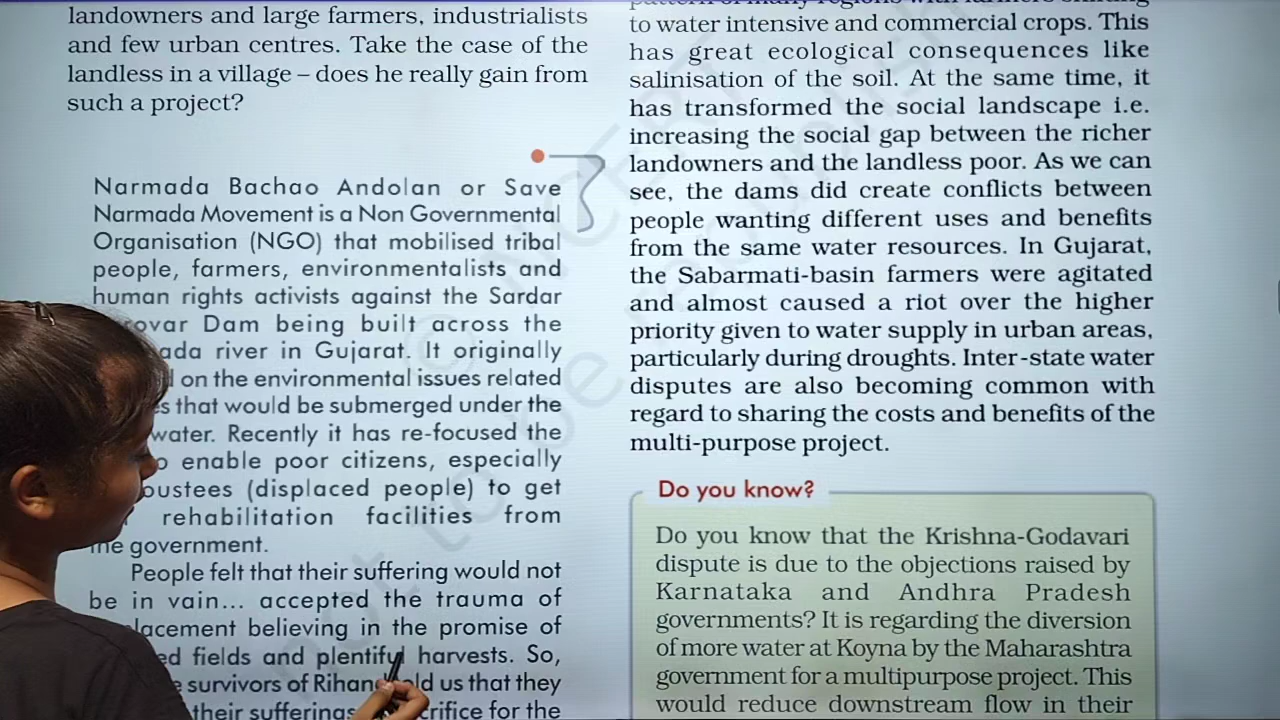 landowners and large farmers, industrialists
and few urban centres. Take the case of the
landless in a village – does he really gain from
such a project?
Narmada Bachao Andolan or Save
Narmada Movement is a Non Governmental
Organisation (NGO) that mobilised tribal
people, farmers, environmentalists and
human rights activists against the Sardar
rovar Dam being built across the
ada river in Gujarat. It originally
on the environmental issues related
s that would be submerged under the
water. Recently it has re-focused the
o enable poor citizens, especially
oustees (displaced people) to get
rehabilitation facilities from
the government.
People felt that their suffering would not
be in vain... accepted the trauma of
lacement believing in the promise of
ed fields and plentiful harvests. So,
survivors of Rihand told us that they
their sufferings crifice for the
to water intensive and commercial crops. This
has great ecological consequences like
salinisation of the soil. At the same time, it
has transformed the social landscape i.e.
increasing the social gap between the richer
landowners and the landless poor. As we can
see, the dams did create conflicts between
people wanting different uses and benefits
from the same water resources. In Gujarat,
the Sabarmati-basin farmers were agitated
and almost caused a riot over the higher
priority given to water supply in urban areas,
particularly during droughts. Inter-state water
disputes are also becoming common with
regard to sharing the costs and benefits of the
multi-purpose project.
Do you know?
Do you know that the Krishna-Godavari
dispute is due to the objections raised by
Karnataka and Andhra Pradesh
governments? It is regarding the diversion
of more water at Koyna by the Maharashtra
government for a multipurpose project. This
would reduce downstream flow in their